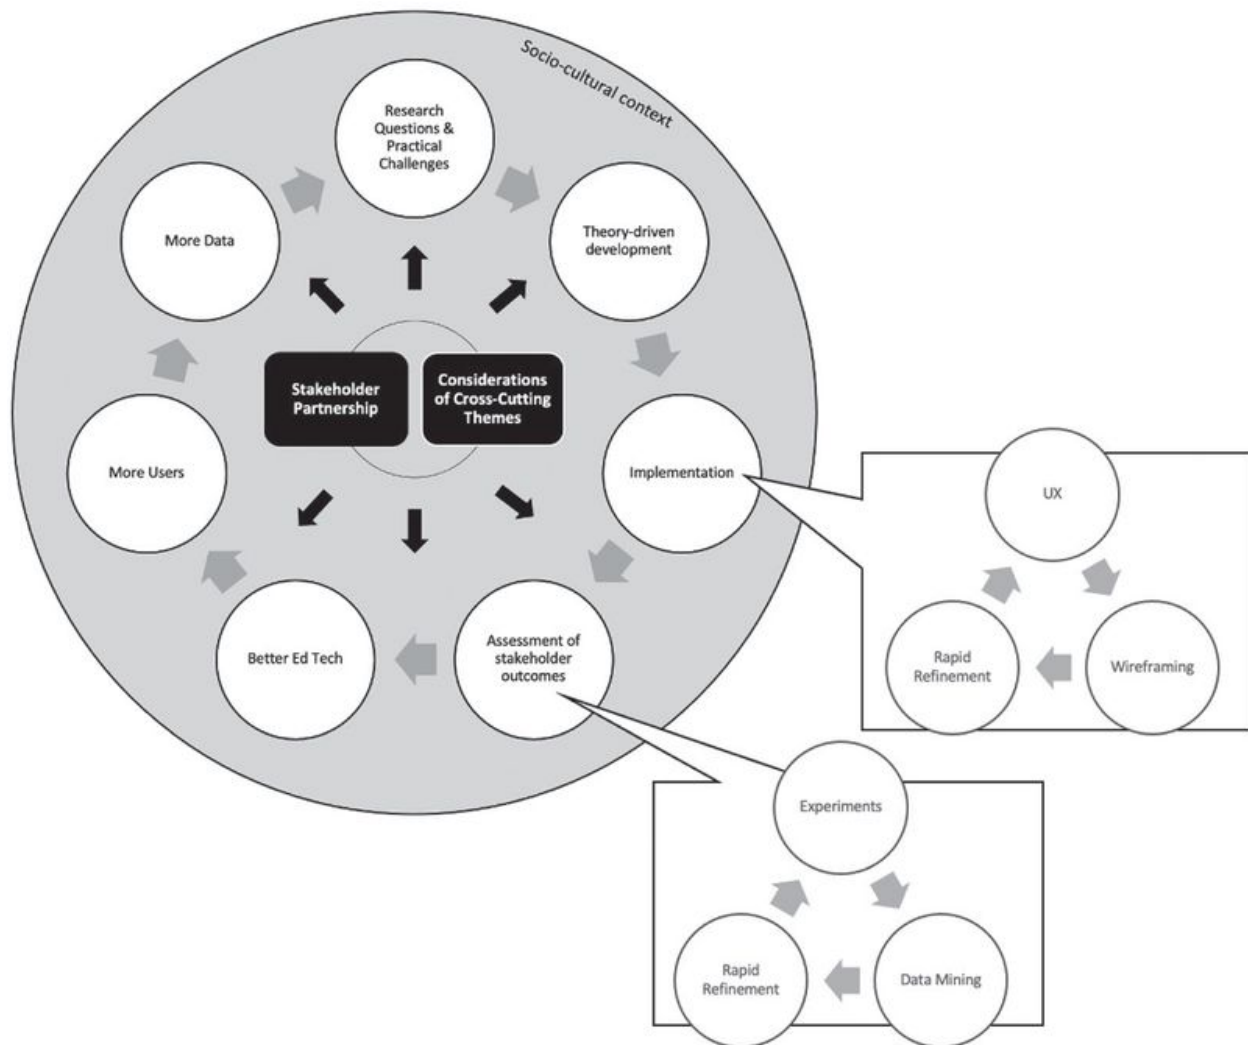 Socio-cultural context
Research
Questions &
Practical
Challenges
Theory-driven
development
More Data
Stakeholder
Partnership
Considerations
of Cross-Cutting
Themes
More Users
Implementation
UX
Better Ed Tech
Assessment of
stakeholder
outcomes
Rapid
Refinement
Wireframing
Experiments
Rapid
Refinement
Data Mining